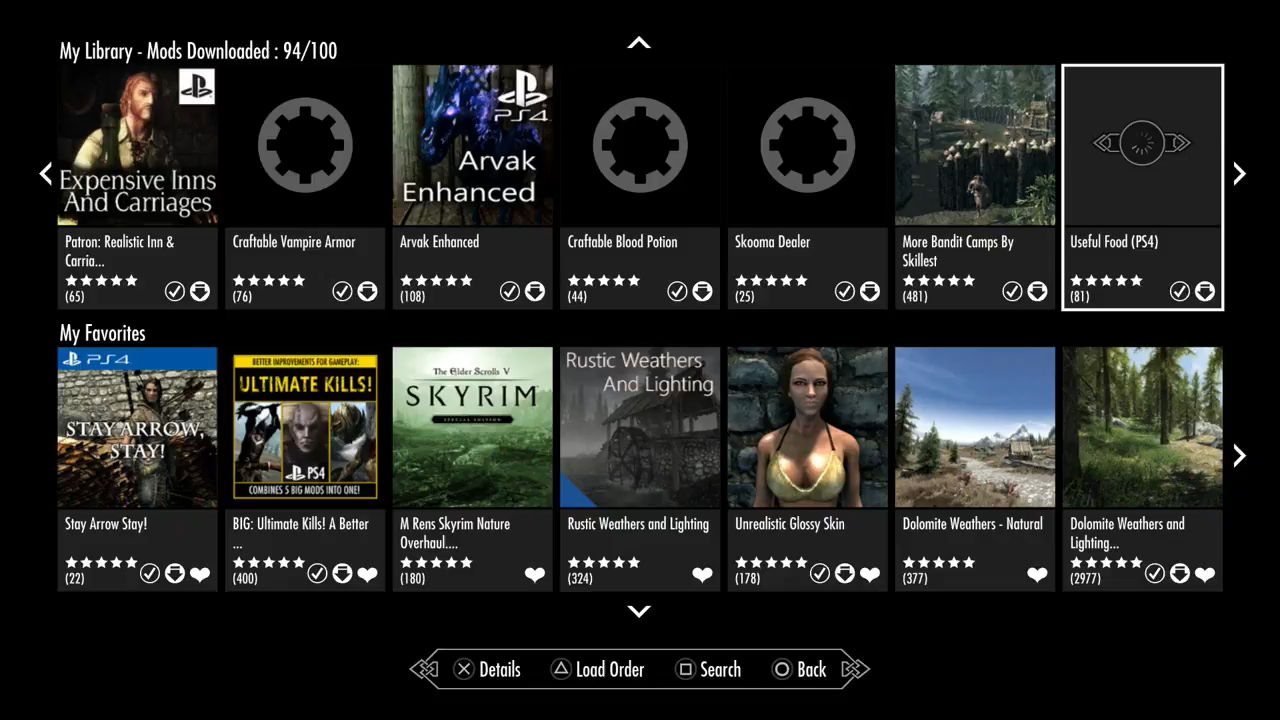 My Library - Mods Downloaded : 94/100
PS4
Expensive Inns
And Carriages
Arvak
Enhanced
Patron: Realistic Inn &
Carria...
(65)
Craftable Vampire Armor
(76)
Arvak Enhanced
(108)
Craftable Blood Potion
(44)
Skooma Dealer
(25)
More Bandit Camps By
Skillest
(481)
Useful Food (PS4)
(81)
My Favorites
PS4
STAY ARROW,
STAY!
BETTER IMPROVEMENTS FOR GAMEPLAY:
ULTIMATE KILLS!
PS4
COMBINES 5 BIG MODS INTO ONE!
The Elder Scrolls V
SKYRIM
SPECIAL EDITION
Rustic Weathers
And Lighting
Stay Arrow Stay!
(22)
BIG: Ultimate Kills! A Better
...
(400)
M Rens Skyrim Nature
Overhaul....
(180)
Rustic Weathers and Lighting
(324)
Unrealistic Glossy Skin
(178)
Dolomite Weathers - Natural
(377)
Dolomite Weathers and
Lighting...
(2977)
Details
Load Order
Search
Back